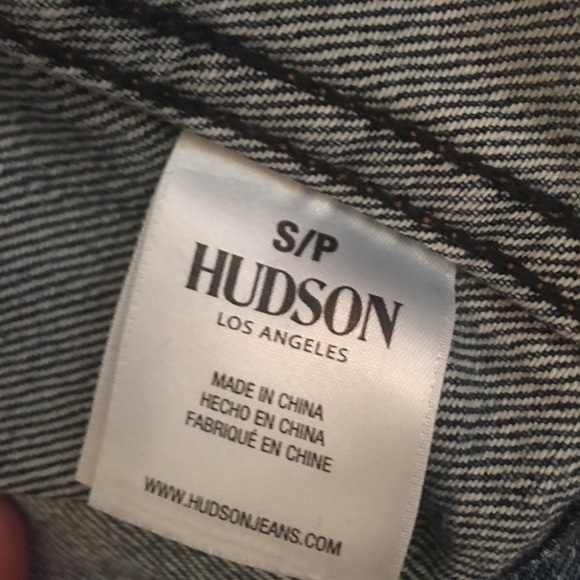 S/P
HUDSON
LOS ANGELES
MADE IN CHINA
HECHO EN CHINA
FABRIQUÉ EN CHINE
WWW.HUDSONJEANS.COM